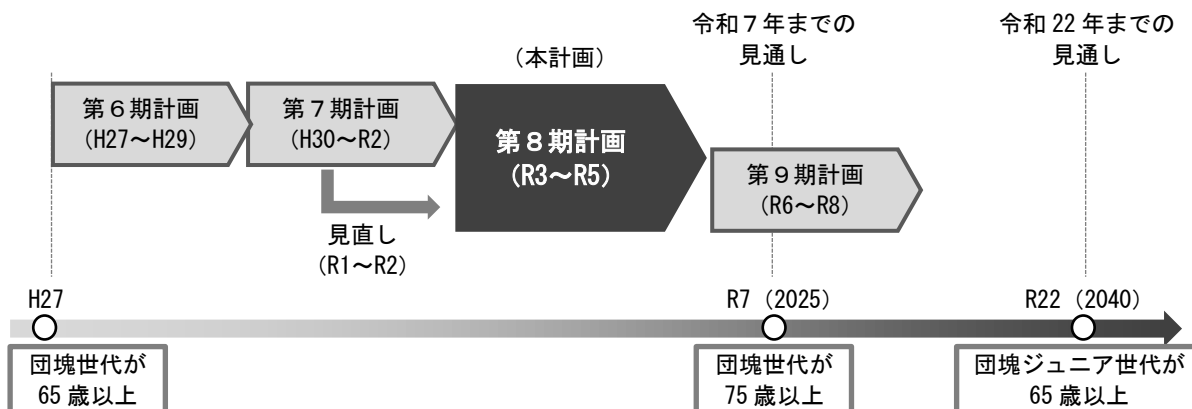 令和７年までの
見通し
令和 22 年までの
見通し
（本計画）
第６期計画
(H27～H29)
第７期計画
(H30～R2)
第８期計画
(R3～R5)
第９期計画
(R6～R8)
見直し
(R1～R2)
H27
R7（2025）
R22（2040）
団塊世代が
65 歳以上
団塊世代が
75 歳以上
団塊ジュニア世代が
65 歳以上